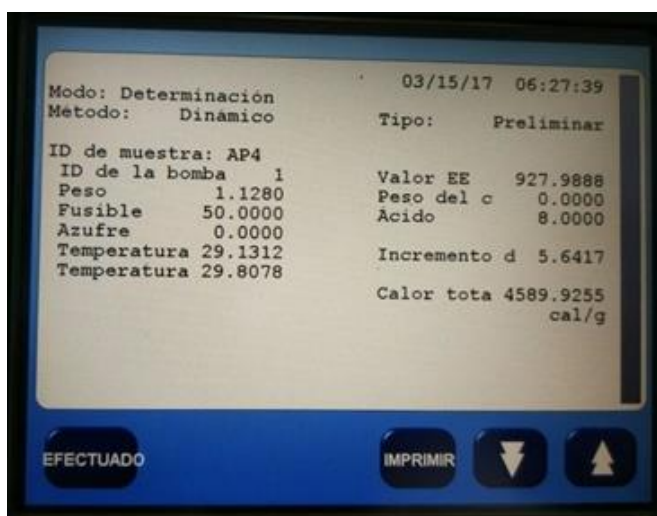 03/15/17 06:27:39
Modo: Determinación
Método: Dinámico Tipo: Preliminar
ID de muestra: AP4
ID de la bomba 1 Valor EE 927.9888
Peso 1.1280 Peso del c 0.0000
Fusible 50.0000 Acido 8.0000
Azufre 0.0000
Temperatura 29.1312 Incremento d 5.6417
Temperatura 29.8078
Calor tota 4589.9255
cal/g
EFECTUADO IMPRIMIR